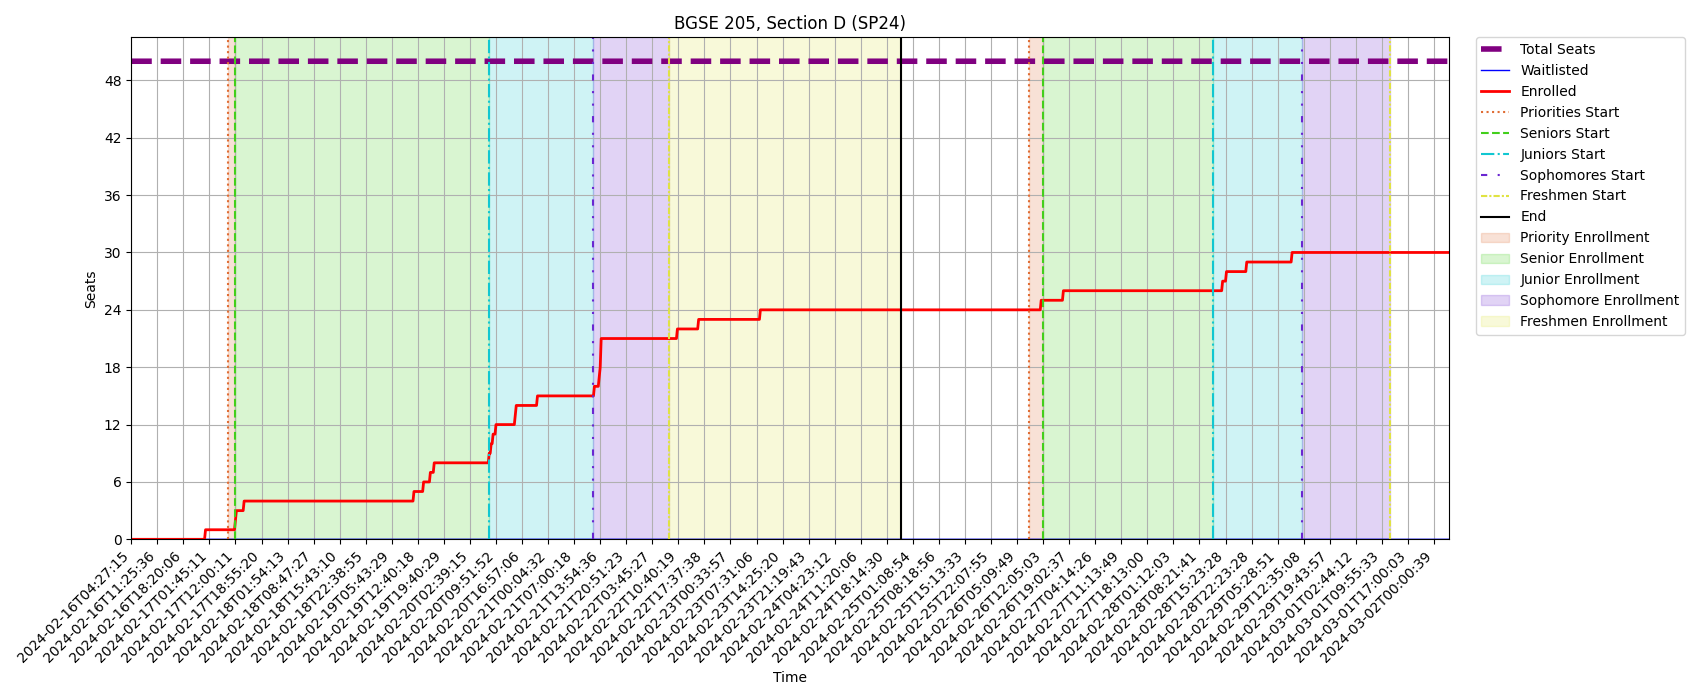 BGSE 205, Section D (SP24)
Seats
48
42
36
30
24
18
12
6
0
2024-02-16T04:27:15
2024-02-16T11:25:36
2024-02-16T18:20:06
2024-02-17T01:45:11
2024-02-17T12:00:11
2024-02-17T18:55:20
2024-02-18T01:54:13
2024-02-18T08:47:27
2024-02-18T15:43:10
2024-02-18T22:38:55
2024-02-19T05:43:29
2024-02-19T12:40:18
2024-02-19T19:40:29
2024-02-20T02:39:15
2024-02-20T09:51:52
2024-02-20T16:57:06
2024-02-21T00:04:32
2024-02-21T07:00:18
2024-02-21T13:54:36
2024-02-21T20:51:23
2024-02-22T03:45:27
2024-02-22T10:40:19
2024-02-22T17:37:38
2024-02-23T00:33:57
2024-02-23T07:31:06
2024-02-23T14:25:20
2024-02-23T21:19:43
2024-02-24T04:23:12
2024-02-24T11:20:06
2024-02-24T18:14:30
2024-02-25T01:08:54
2024-02-25T08:18:56
2024-02-25T15:13:33
2024-02-25T22:07:55
2024-02-26T05:09:49
2024-02-26T12:05:03
2024-02-26T19:02:37
2024-02-27T04:14:26
2024-02-27T11:13:49
2024-02-27T18:13:00
2024-02-28T01:12:03
2024-02-28T08:21:41
2024-02-28T15:23:28
2024-02-28T22:23:28
2024-02-29T05:28:51
2024-02-29T12:35:08
2024-02-29T19:43:57
2024-03-01T02:44:12
2024-03-01T09:55:33
2024-03-01T17:00:03
2024-03-02T00:00:39
Time
Total Seats
Waitlisted
Enrolled
Priorities Start
Seniors Start
Juniors Start
Sophomores Start
Freshmen Start
End
Priority Enrollment
Senior Enrollment
Junior Enrollment
Sophomore Enrollment
Freshmen Enrollment